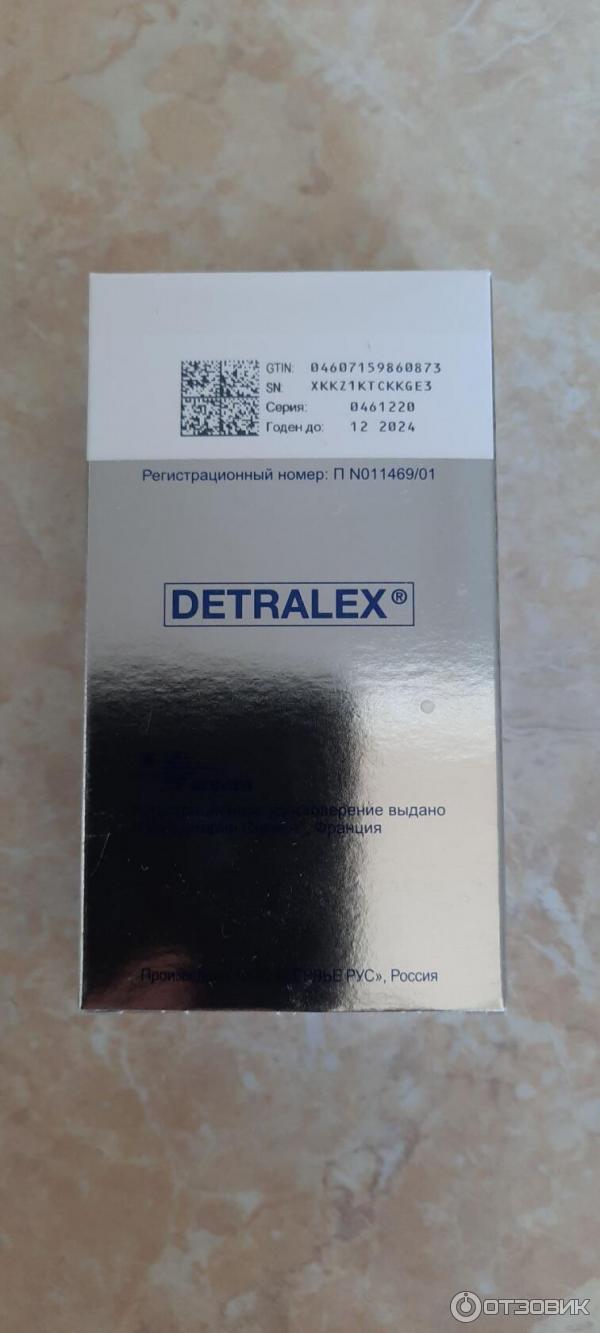 GTIN: 04607159860873
SN: XKKZ1KTCKKGE3
Серия: 0461220
Годен до: 12 2024
Регистрационный номер: П N011469/01
DETRALEX®
выдано
Франция
РУС», Россия
ОТЗОВИК